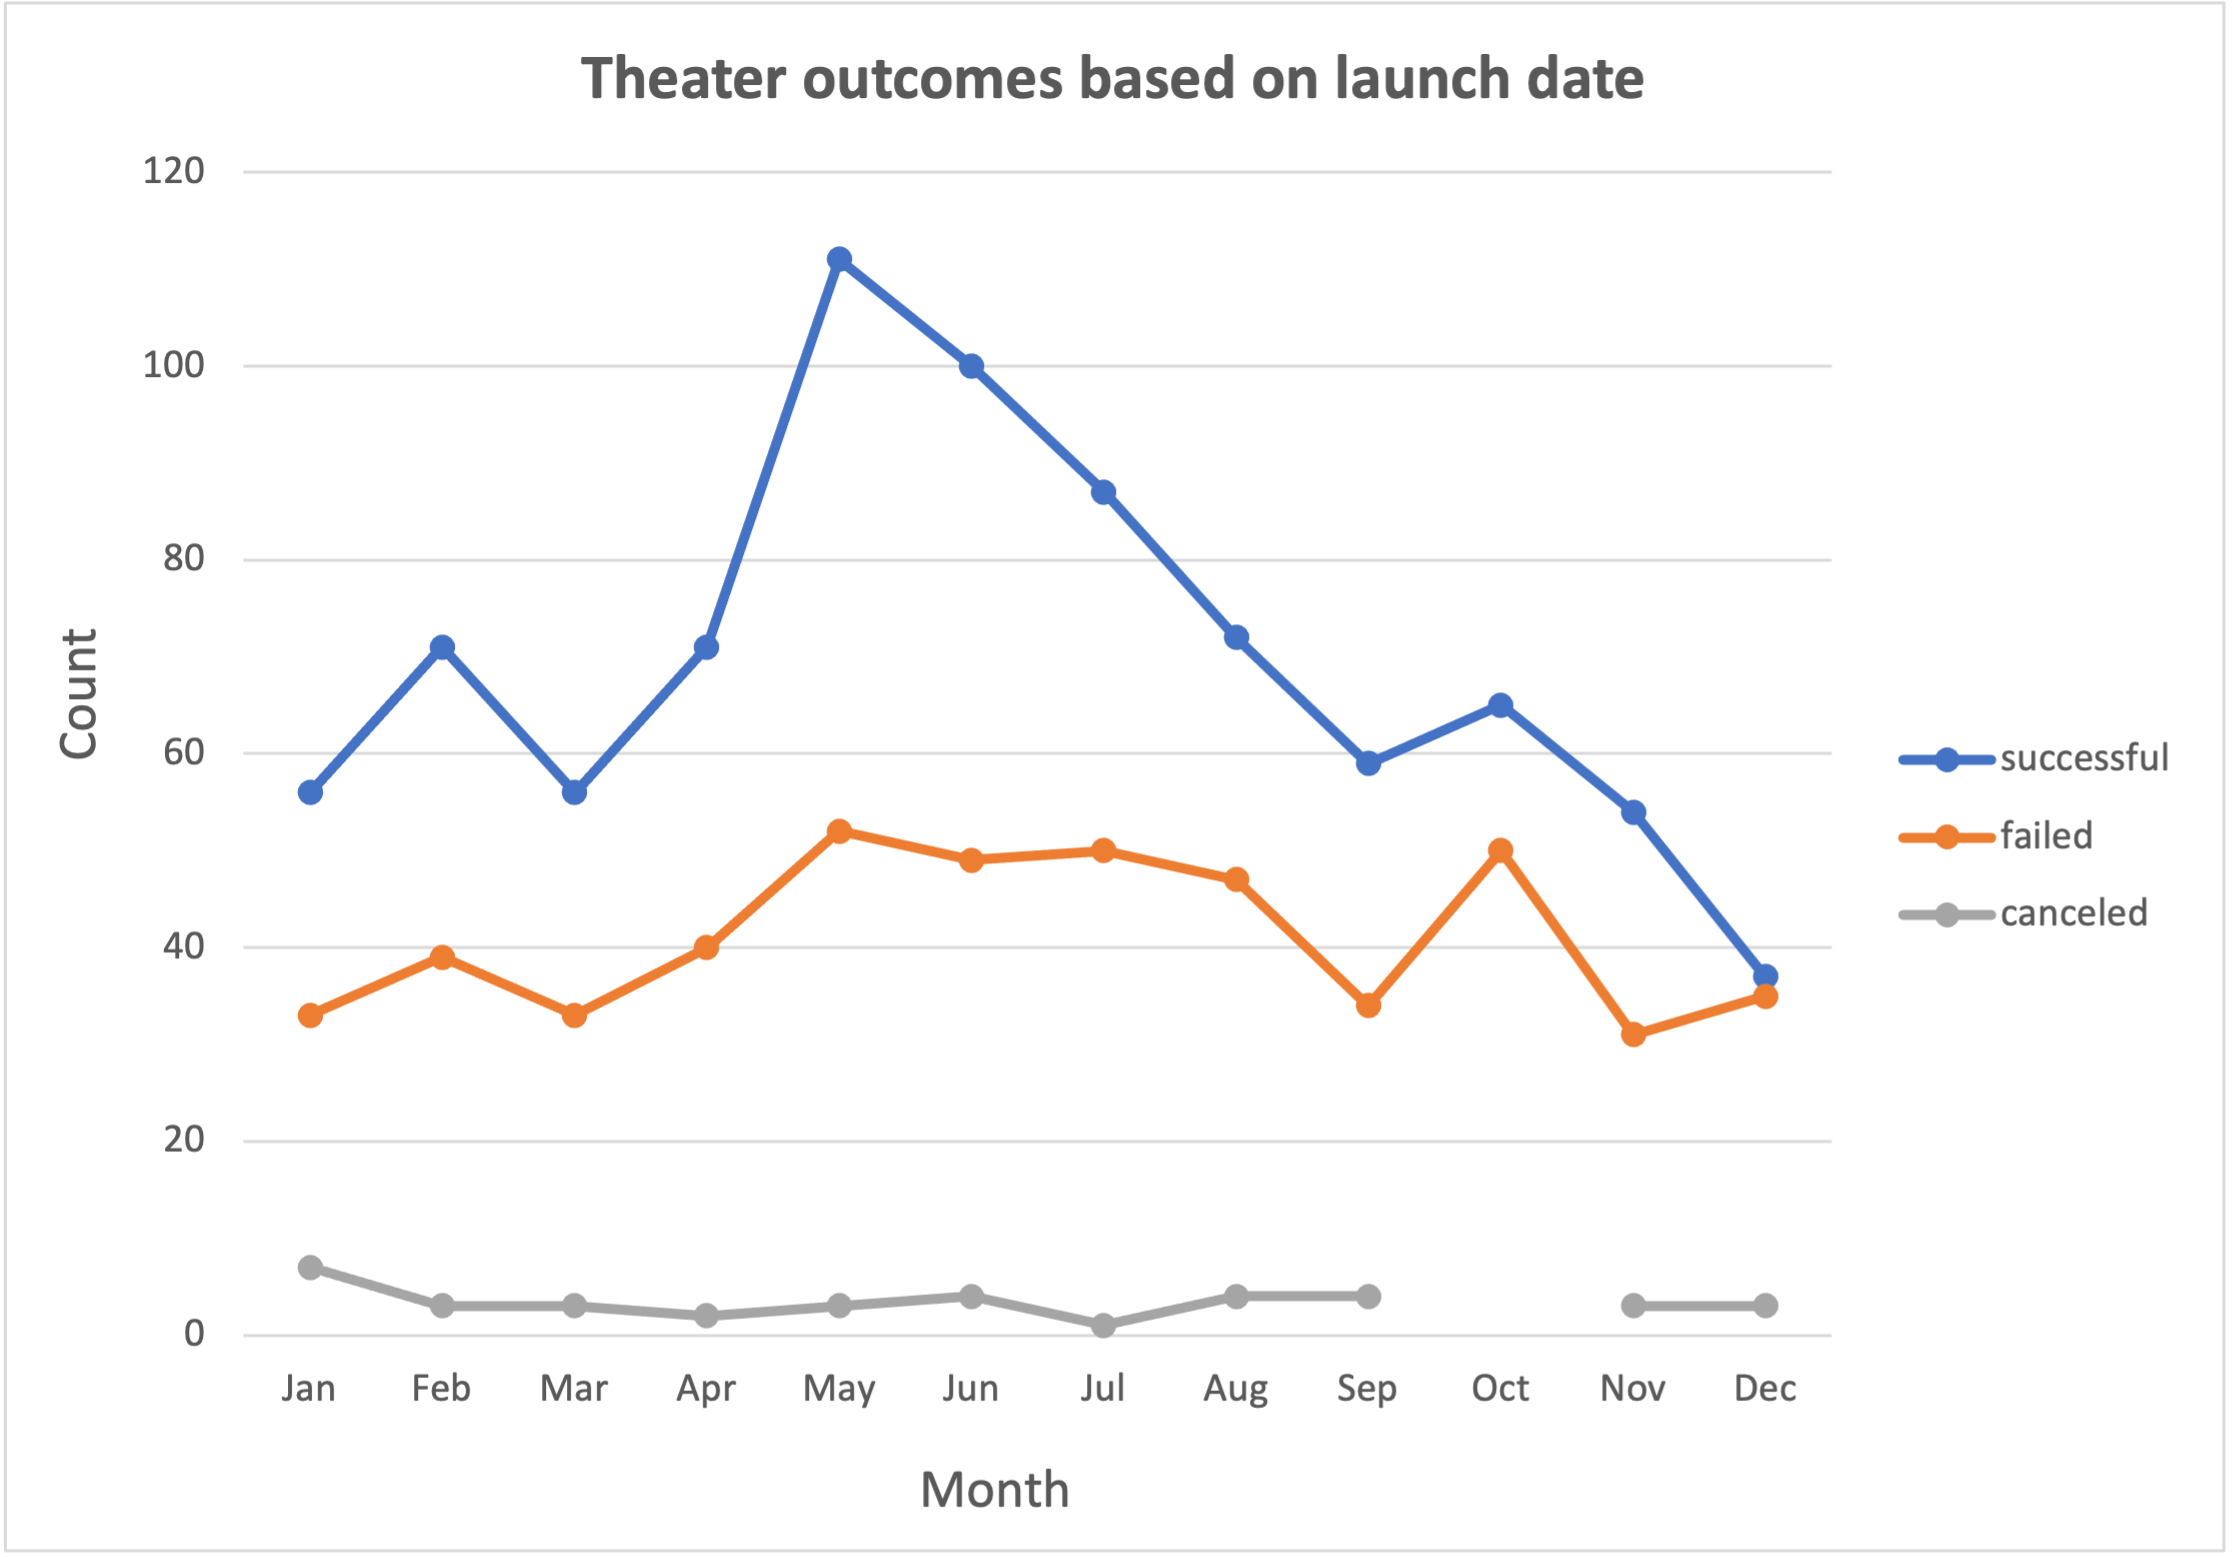 Theater outcomes based on launch date
120
100
80
60
40
20
0
Count
Jan Feb Mar Apr May Jun Jul Aug Sep Oct Nov Dec
Month
successful
failed
canceled